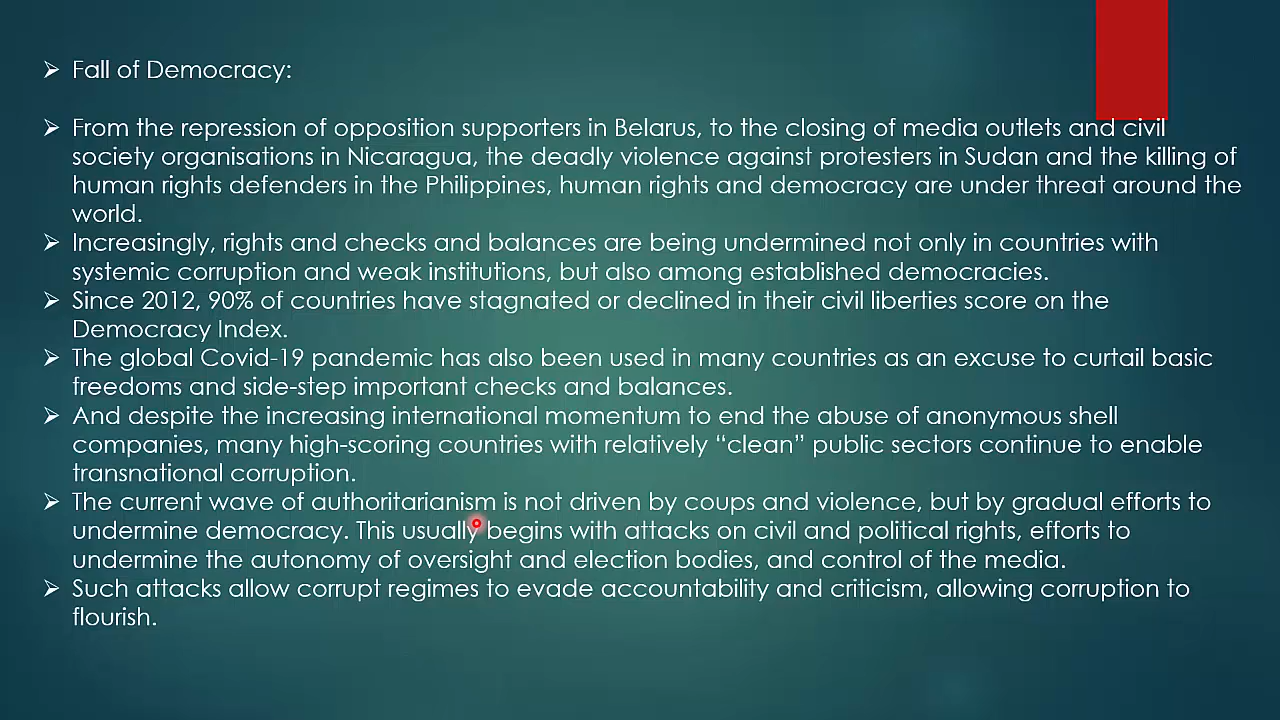 Fall of Democracy:
From the repression of opposition supporters in Belarus, to the closing of media outlets and civil
society organisations in Nicaragua, the deadly violence against protesters in Sudan and the killing of
human rights defenders in the Philippines, human rights and democracy are under threat around the
world.
Increasingly, rights and checks and balances are being undermined not only in countries with
systemic corruption and weak institutions, but also among established democracies.
Since 2012, 90% of countries have stagnated or declined in their civil liberties score on the
Democracy Index.
The global Covid-19 pandemic has also been used in many countries as an excuse to curtail basic
freedoms and side-step important checks and balances.
And despite the increasing international momentum to end the abuse of anonymous shell
companies, many high-scoring countries with relatively “clean” public sectors continue to enable
transnational corruption.
The current wave of authoritarianism is not driven by coups and violence, but by gradual efforts to
undermine democracy. This usually begins with attacks on civil and political rights, efforts to
undermine the autonomy of oversight and election bodies, and control of the media.
Such attacks allow corrupt regimes to evade accountability and criticism, allowing corruption to
flourish.